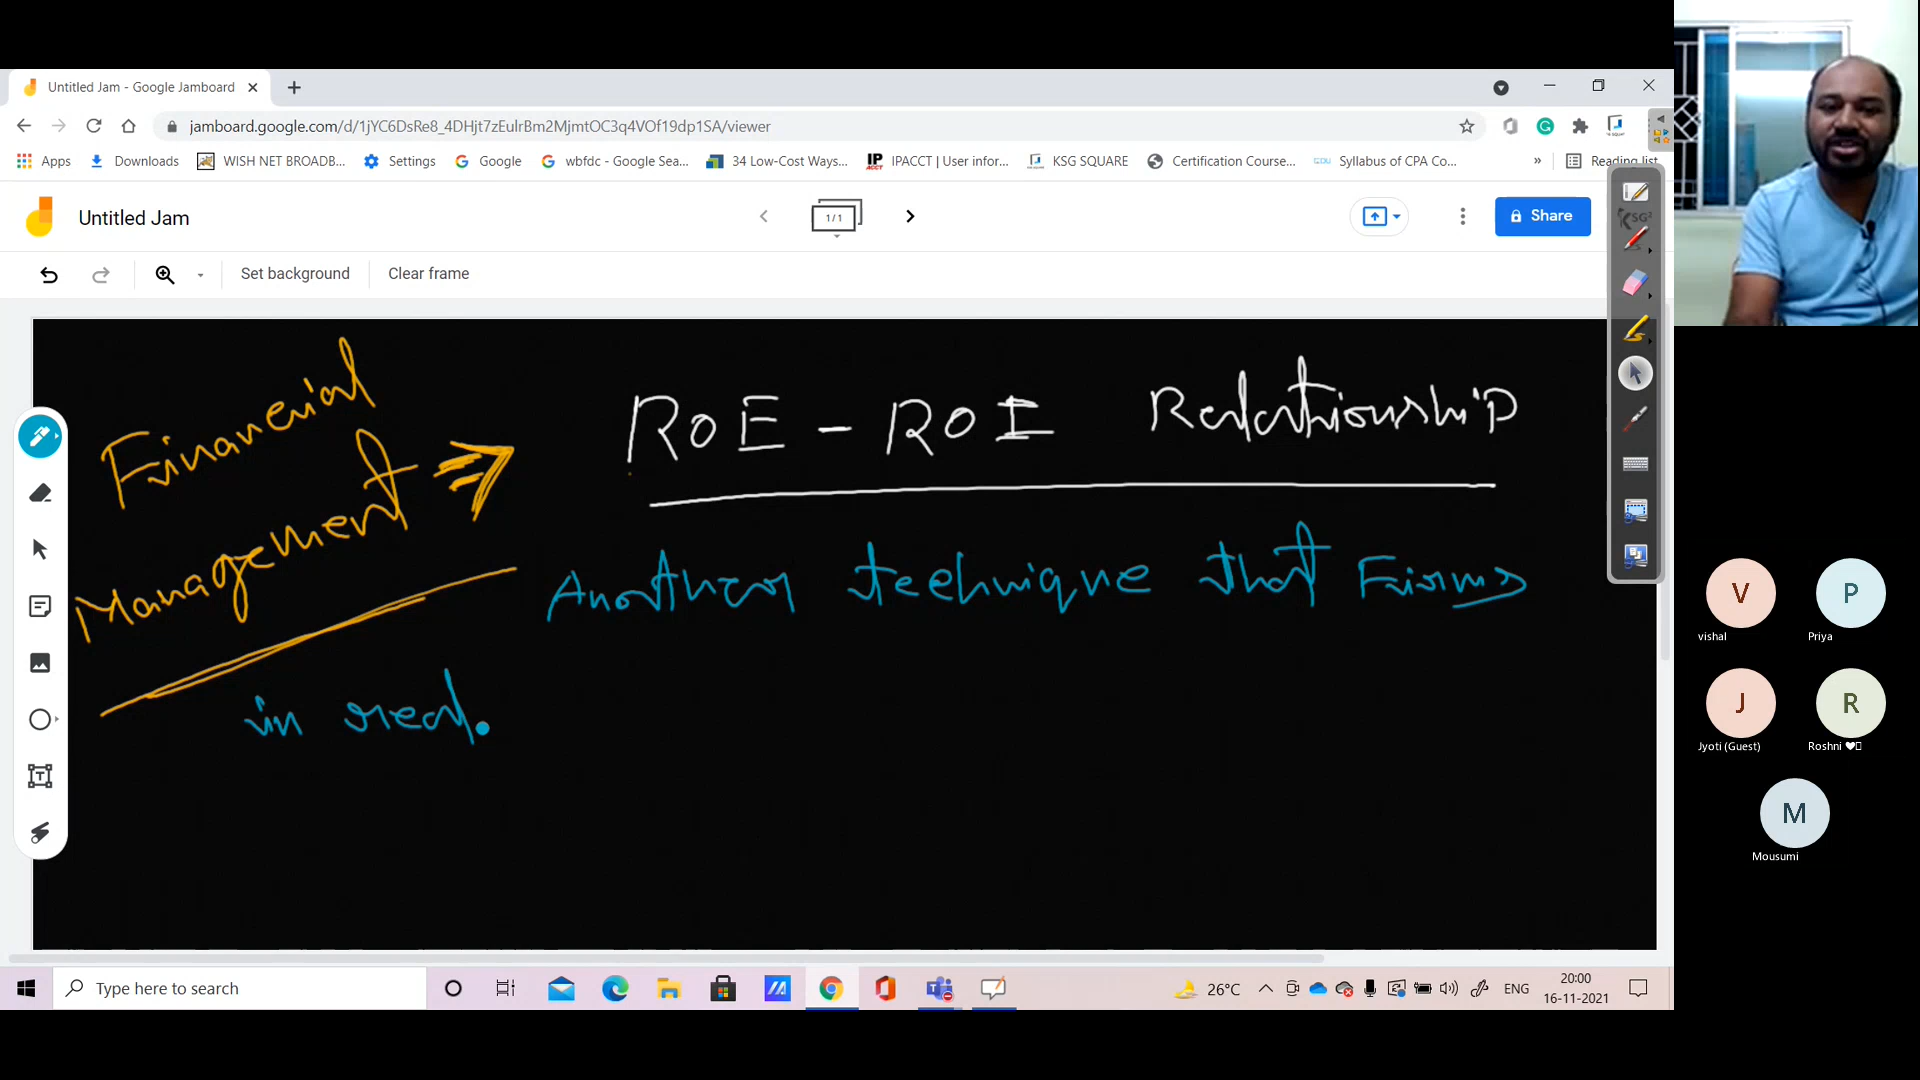 Untitled Jam - Google Jamboard
jamboard.google.com/d/1jYC6DsRe8_4DHjt7zEuIrBm2MjmtOC3q4VOf19dp1SA/viewer
Apps Downloads WISH NET BROADB... Settings Google wbfdc - Google Sea... 34 Low-Cost Ways... IPACCT | User infor... KSG SQUARE Certification Course... Syllabus of CPA Co... » Reading list
Untitled Jam 1/1 Share
Set background Clear frame
Financial
Management
ROE - ROI Relationship
Another technique that Firms
in real.
vishal
Priya
Jyoti (Guest)
Roshni ❤
Mousumi
V
P
J
R
M
Type here to search
26°C ENG
20:00
16-11-2021